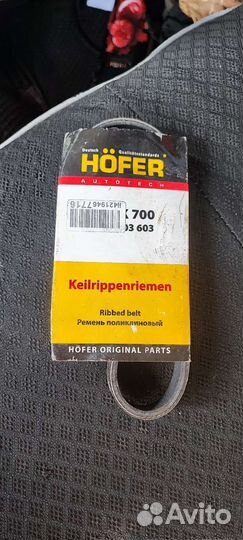 Deutsch Qualitätsstandards
HÖFER
AUTOTECH
K 700
03 603
Keilrippenriemen
Ribbed belt
Ремень поликлиновый
HÖFER ORIGINAL PARTS
Avito